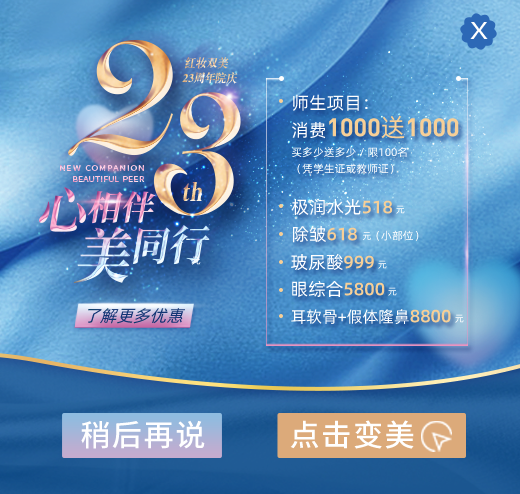 X
23th
红妆双美
23周年院庆
NEW COMPANION
BEAUTIFUL PEER
心相伴
美同行
了解更多优惠
师生项目：
消费1000送1000
买多少送多少／限100名
（凭学生证或教师证）
极润水光518元
除皱618元（小部位）
玻尿酸999元
眼综合5800元
耳软骨+假体隆鼻8800元
稍后再说
点击变美